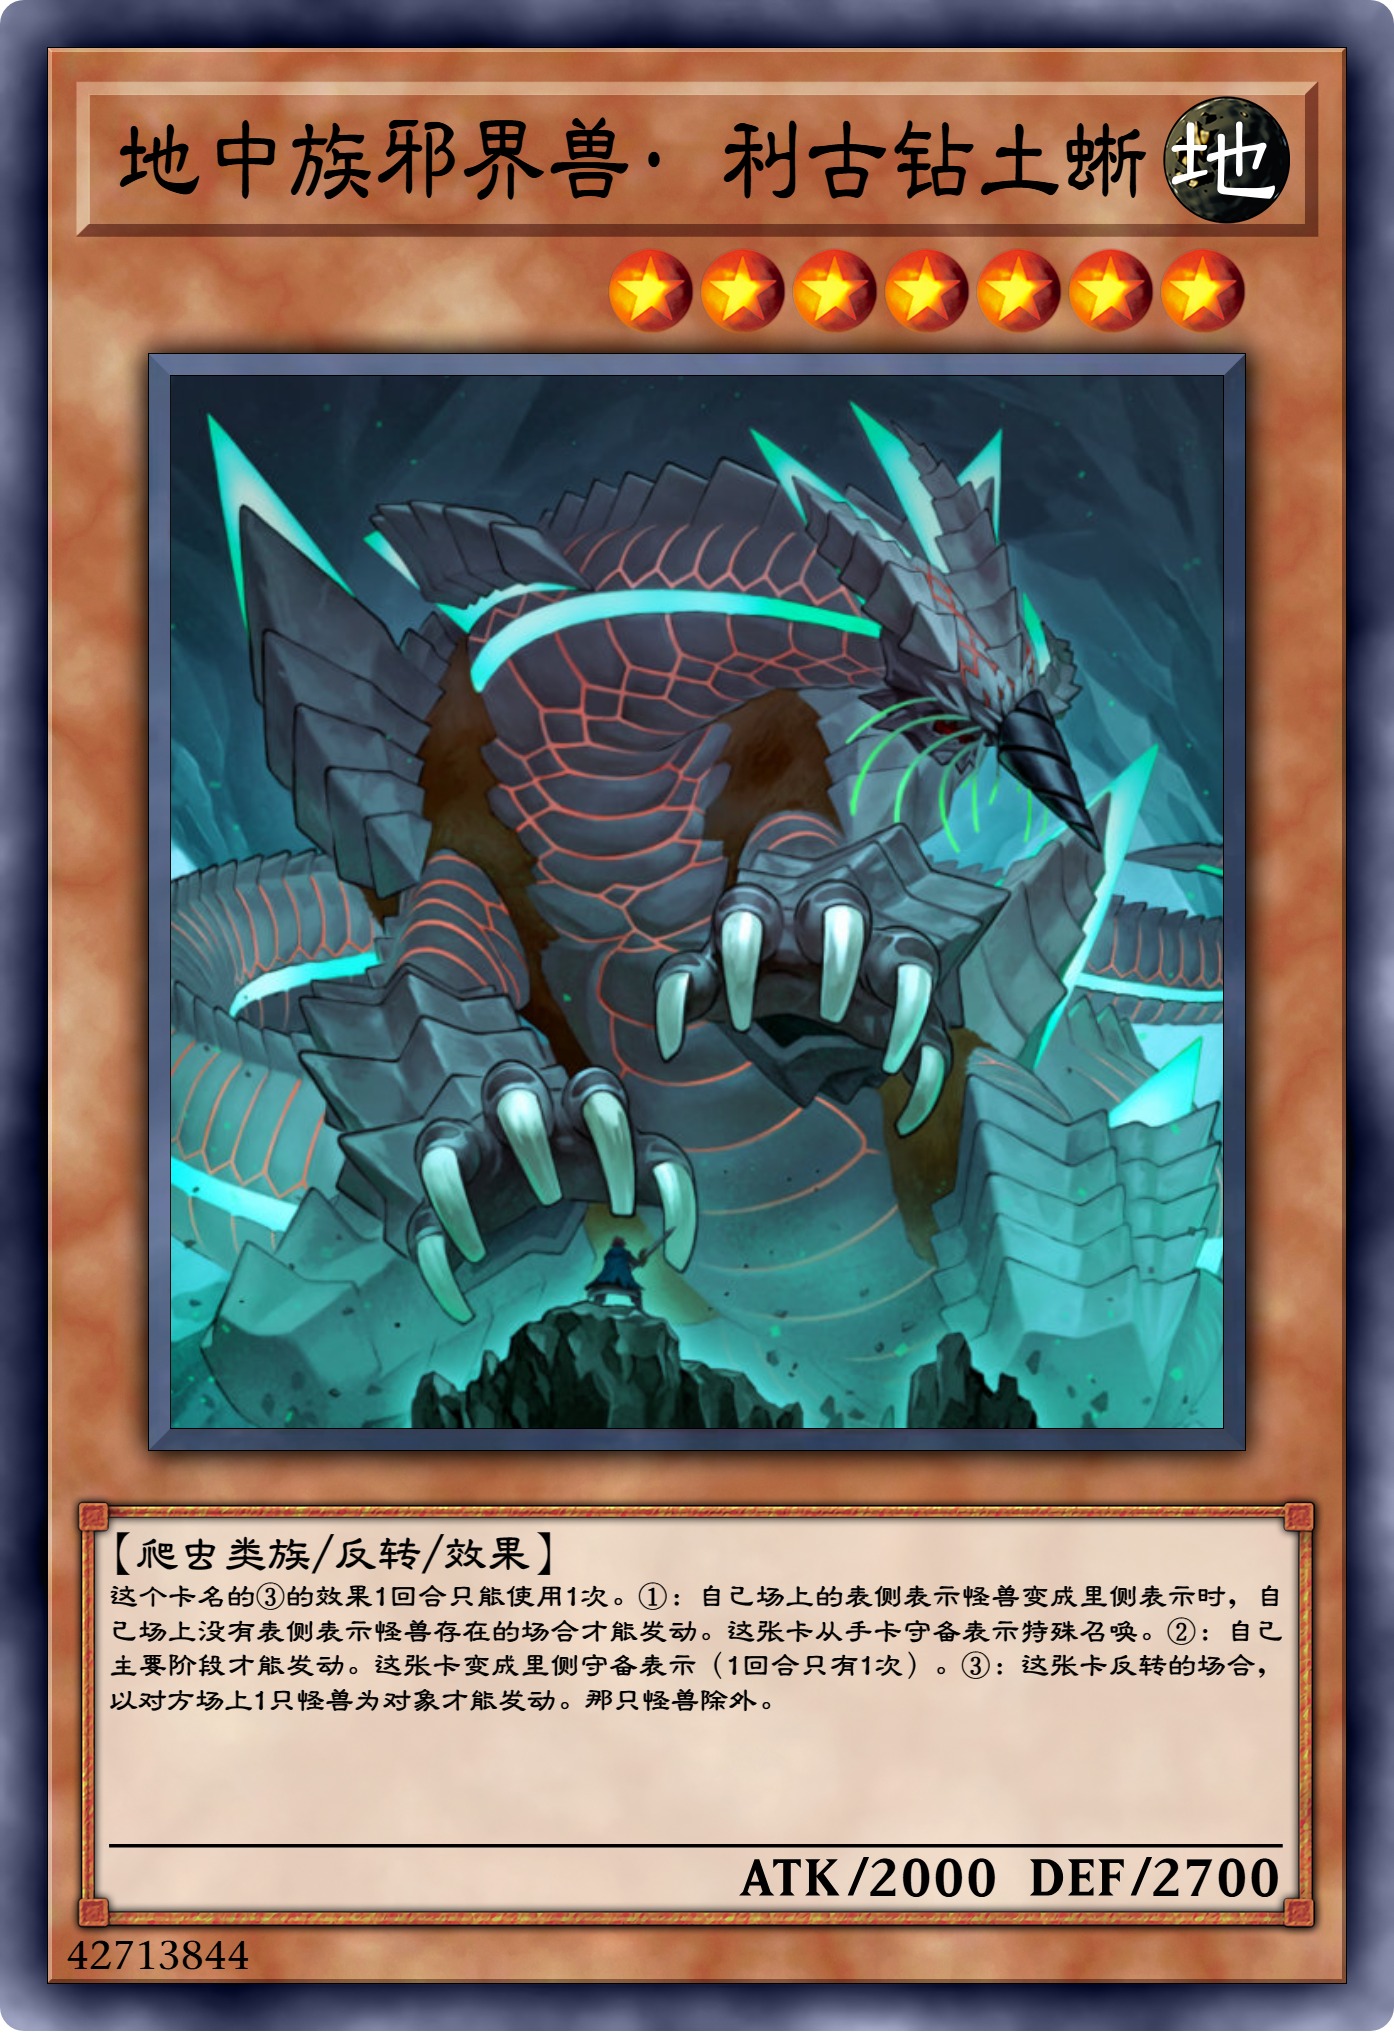 地中族邪界兽·利古钻土蜥 地
【爬虫类族/反转/效果】
这个卡名的③的效果1回合只能使用1次。①：自己场上的表侧表示怪兽变成里侧表示时，自
己场上没有表侧表示怪兽存在的场合才能发动。这张卡从手卡守备表示特殊召唤。②：自己
主要阶段才能发动。这张卡变成里侧守备表示（1回合只有1次）。③：这张卡反转的场合，
以对方场上1只怪兽为对象才能发动。那只怪兽除外。
ATK/2000 DEF/2700
42713844